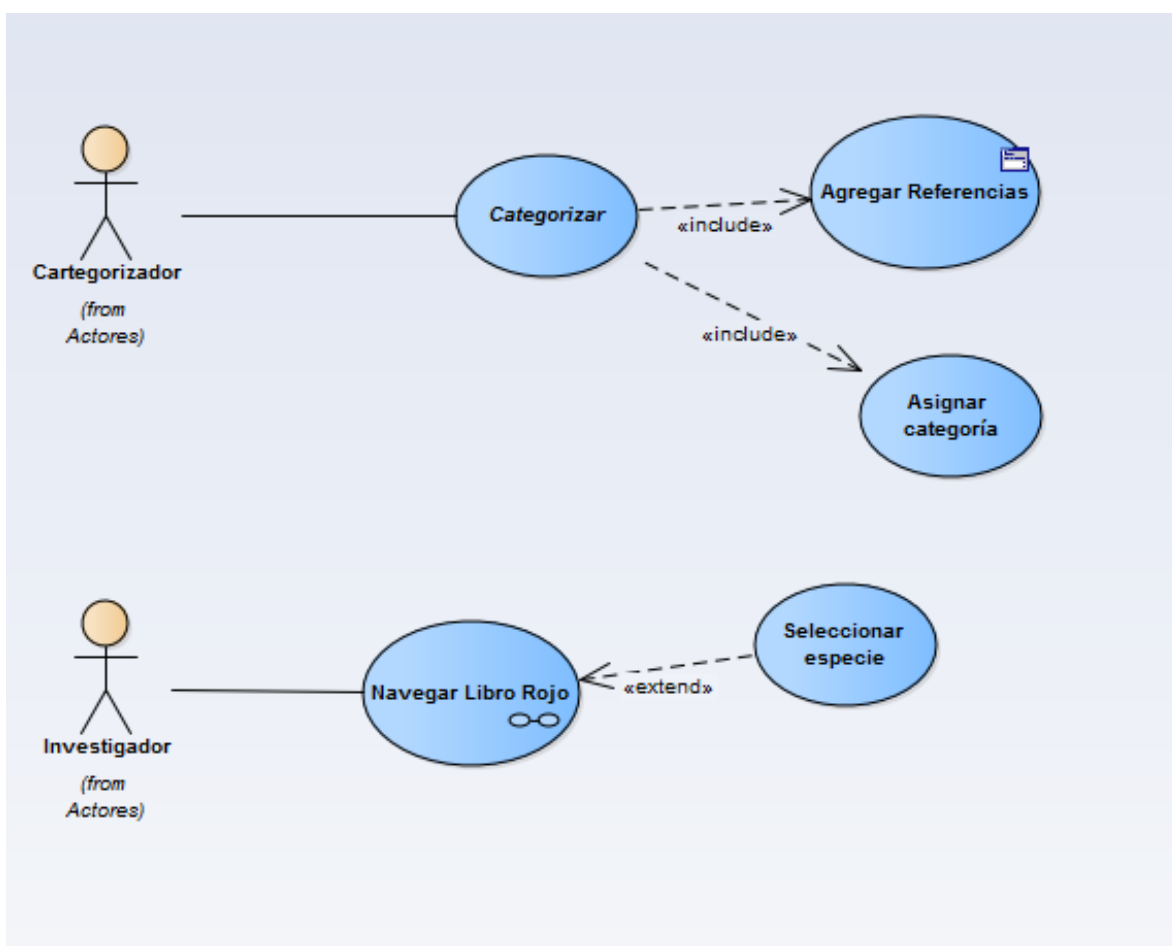 Categorizar
Agregar Referencias
«include»
Cartegorizador
(from
Actores)
«include»
Asignar
categoría
Seleccionar
especie
Navegar Libro Rojo
«extend»
Investigador
(from
Actores)